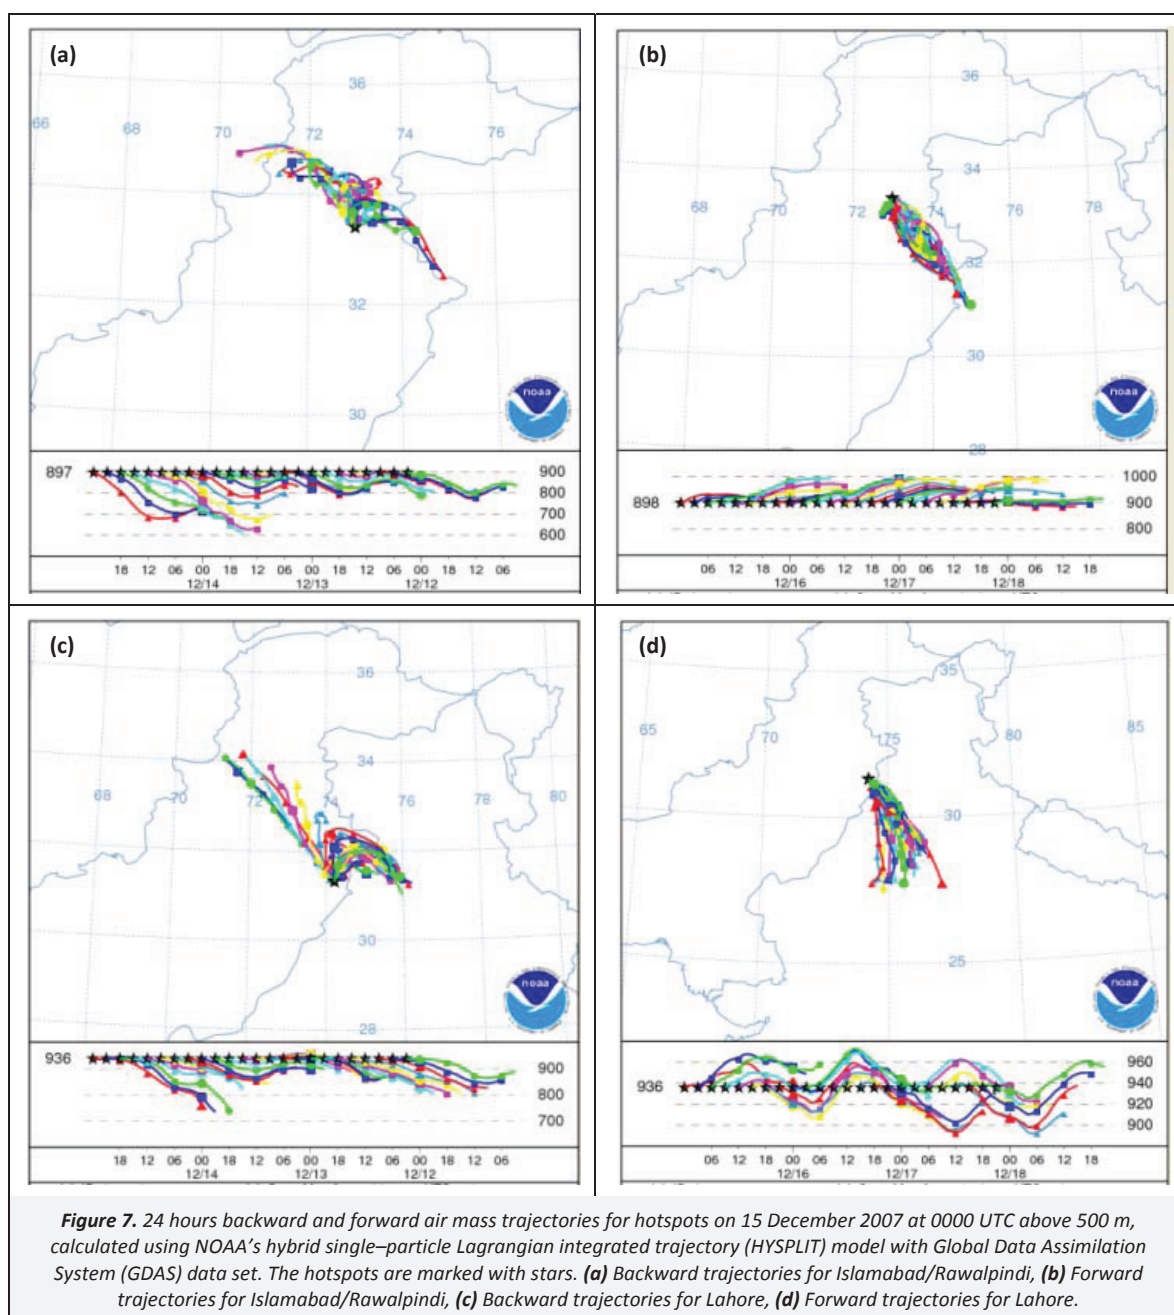 (a)
36
66
68
70
72
74
76
32
30
noaa
897
900
800
700
600
18 12 06 00 18 12 06 00 18 12 06 00 18 12 06
12/14 12/13 12/12
(b)
36
34
70
72
74
76
78
32
30
28
noaa
898
1000
900
800
06 12 18 00 06 12 18 00 06 12 18 00 06 12 18
12/16 12/17 12/18
(c)
36
34
68
70
72
74
76
80
30
28
noaa
936
900
800
700
18 12 06 00 18 12 06 00 18 12 06 00 18 12 06
12/14 12/13 12/12
(d)
35
65
70
75
80
85
30
25
noaa
936
960
940
920
900
06 12 18 00 06 12 18 00 06 12 18 00 06 12 18
12/16 12/17 12/18
Figure 7. 24 hours backward and forward air mass trajectories for hotspots on 15 December 2007 at 0000 UTC above 500 m,
calculated using NOAA's hybrid single–particle Lagrangian integrated trajectory (HYSPLIT) model with Global Data Assimilation
System (GDAS) data set. The hotspots are marked with stars. (a) Backward trajectories for Islamabad/Rawalpindi, (b) Forward
trajectories for Islamabad/Rawalpindi, (c) Backward trajectories for Lahore, (d) Forward trajectories for Lahore.